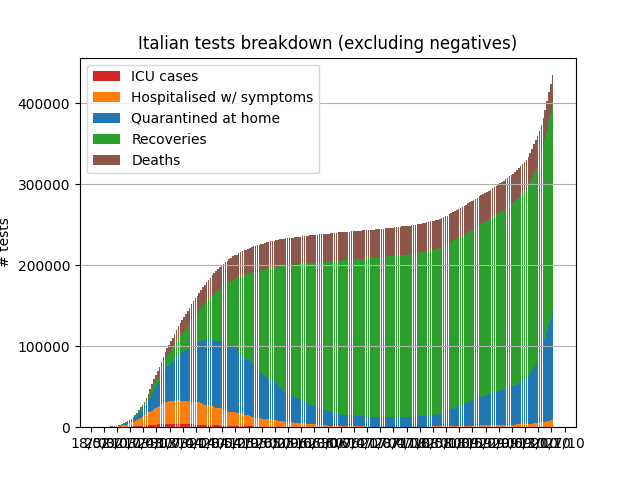 Italian tests breakdown (excluding negatives)
ICU cases
Hospitalised w/ symptoms
Quarantined at home
Recoveries
Deaths
400000
300000
200000
100000
0
# tests